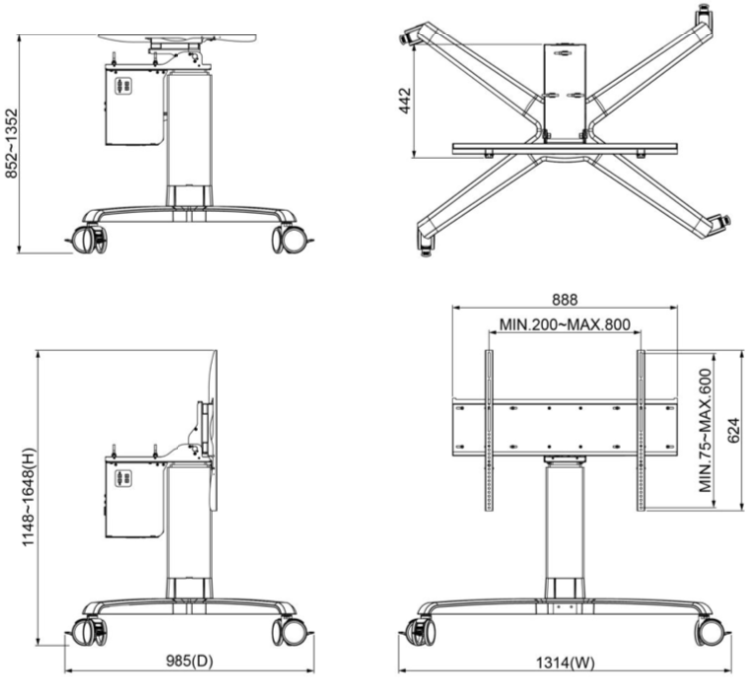 852~1352
442
888
MIN.200~MAX.800
1148~1648(H)
MIN.75~MAX.600
624
985(D)
1314(W)